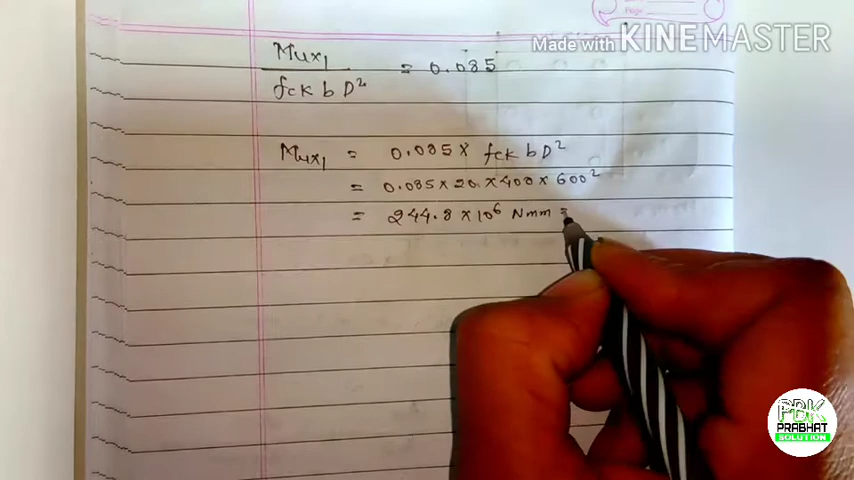 Made with KINEMASTER
Mux1
fck b D² = 0.085
Mux1 = 0.085 × fck b D²
= 0.085 × 20 × 400 × 600²
= 244.8 × 10⁶ Nmm =
PBK
PRABHAT
SOLUTION